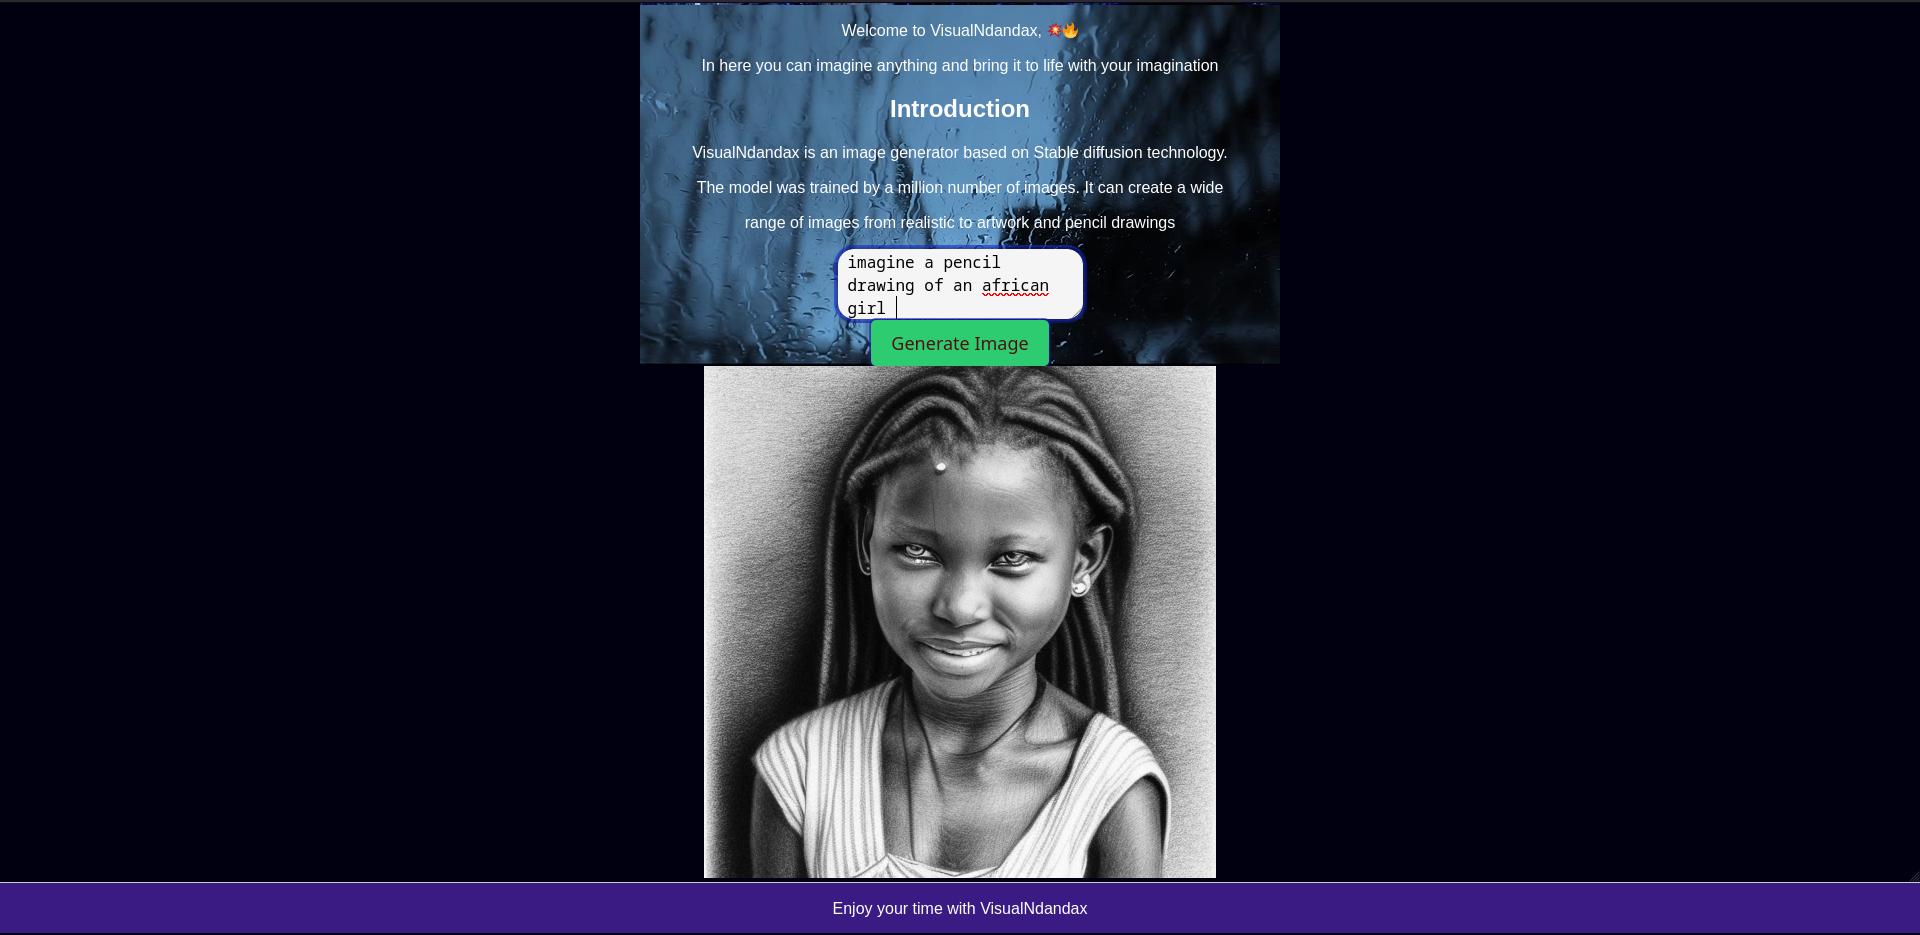 Welcome to VisualNdandax, 💥🔥
In here you can imagine anything and bring it to life with your imagination
Introduction
VisualNdandax is an image generator based on Stable diffusion technology.
The model was trained by a million number of images. It can create a wide
range of images from realistic to artwork and pencil drawings
imagine a pencil
drawing of an african
girl
Generate Image
Enjoy your time with VisualNdandax